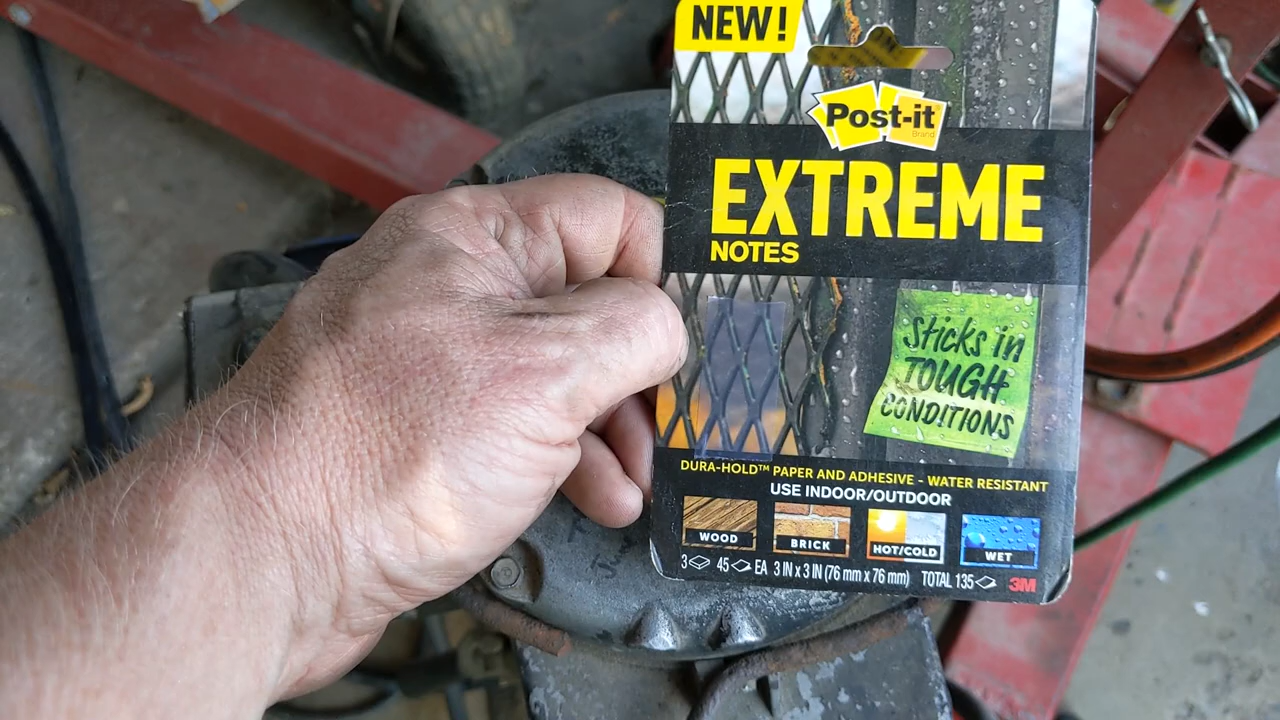 NEW!
Post-it
Brand
EXTREME
NOTES
Sticks in
TOUGH
CONDITIONS
DURA-HOLD™ PAPER AND ADHESIVE - WATER RESISTANT
USE INDOOR/OUTDOOR
WOOD
BRICK
HOT/COLD
WET
3 45 EA 3 IN x 3 IN (76 mm x 76 mm) TOTAL 135
3M